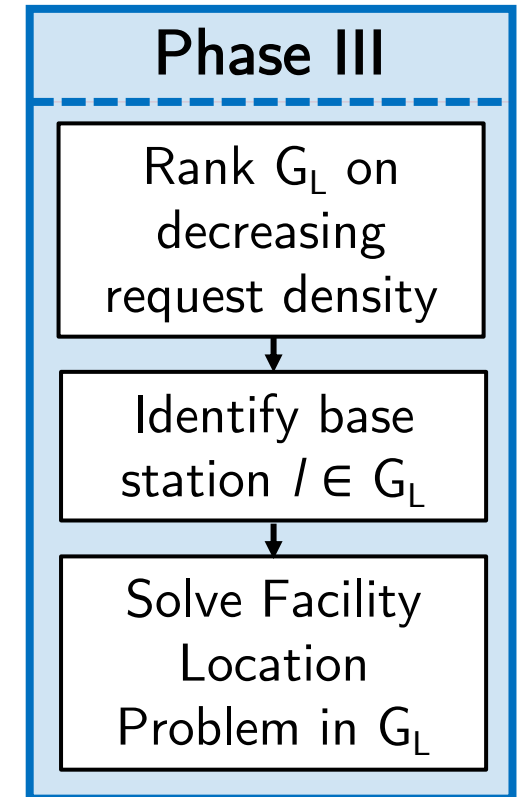 Phase III
Rank G_L on
decreasing
request density
Identify base
station l ∈ G_L
Solve Facility
Location
Problem in G_L